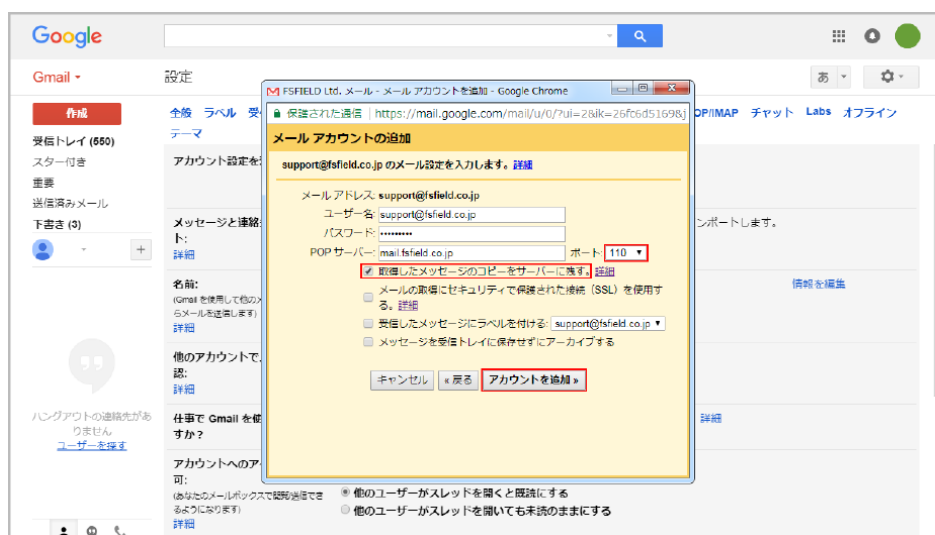 Google
Gmail
設定
あ
作成
受信トレイ (550)
スター付き
重要
送信済みメール
下書き (3)
ハングアウトの連絡先があ
りません
ユーザーを探す
全般 ラベル 受
OP/IMAP チャット Labs オフライン
テーマ
アカウント設定を
メッセージと連絡
ト:
詳細
ンポートします。
名前:
(Gmail を使用して他の
らメールを送信します)
詳細
情報を編集
他のアカウントで
認:
詳細
仕事で Gmail を使
すか?
詳細
アカウントへのア
可:
(あなたのメールボックスで閲覧/送信でき
るようになります)
詳細
他のユーザーがスレッドを開くと既読にする
他のユーザーがスレッドを開いても未読のままにする
FSFIELD Ltd. メール - メール アカウントを追加 - Google Chrome
保護された通信 https://mail.google.com/mail/u/0/?ui=2&ik=26fc6d51698j
メール アカウントの追加
support@fsfield.co.jp のメール設定を入力します。詳細
メール アドレス: support@fsfield.co.jp
ユーザー名: support@fsfield.co.jp
パスワード: •••••••••
POP サーバー: mail.fsfield.co.jp ポート: 110
取得したメッセージのコピーをサーバーに残す。詳細
メールの取得にセキュリティで保護された接続（SSL）を使用す
る。詳細
受信したメッセージにラベルを付ける: support@fsfield.co.jp
メッセージを受信トレイに保存せずにアーカイブする
キャンセル « 戻る アカウントを追加 »